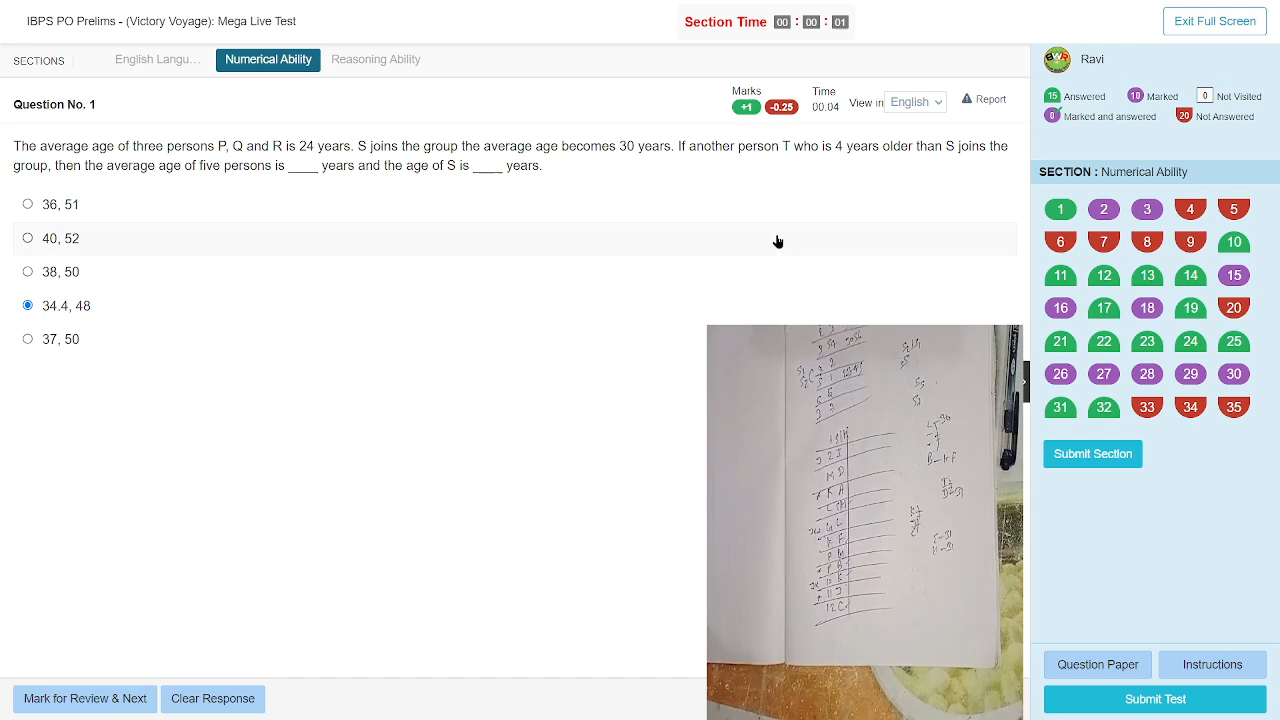 IBPS PO Prelims - (Victory Voyage): Mega Live Test
Section Time 00 : 00 : 01
Exit Full Screen
SECTIONS
English Langu...
Numerical Ability
Reasoning Ability
Ravi
15 Answered
10 Marked
0 Not Visited
0 Marked and answered
20 Not Answered
Question No. 1
Marks
+1 -0.25
Time
00.04
View in English
Report
The average age of three persons P, Q and R is 24 years. S joins the group the average age becomes 30 years. If another person T who is 4 years older than S joins the
group, then the average age of five persons is _____ years and the age of S is _____ years.
36, 51
40, 52
38, 50
34.4, 48
37, 50
SECTION : Numerical Ability
1 2 3 4 5
6 7 8 9 10
11 12 13 14 15
16 17 18 19 20
21 22 23 24 25
26 27 28 29 30
31 32 33 34 35
Submit Section
Question Paper
Instructions
Submit Test
Mark for Review & Next
Clear Response